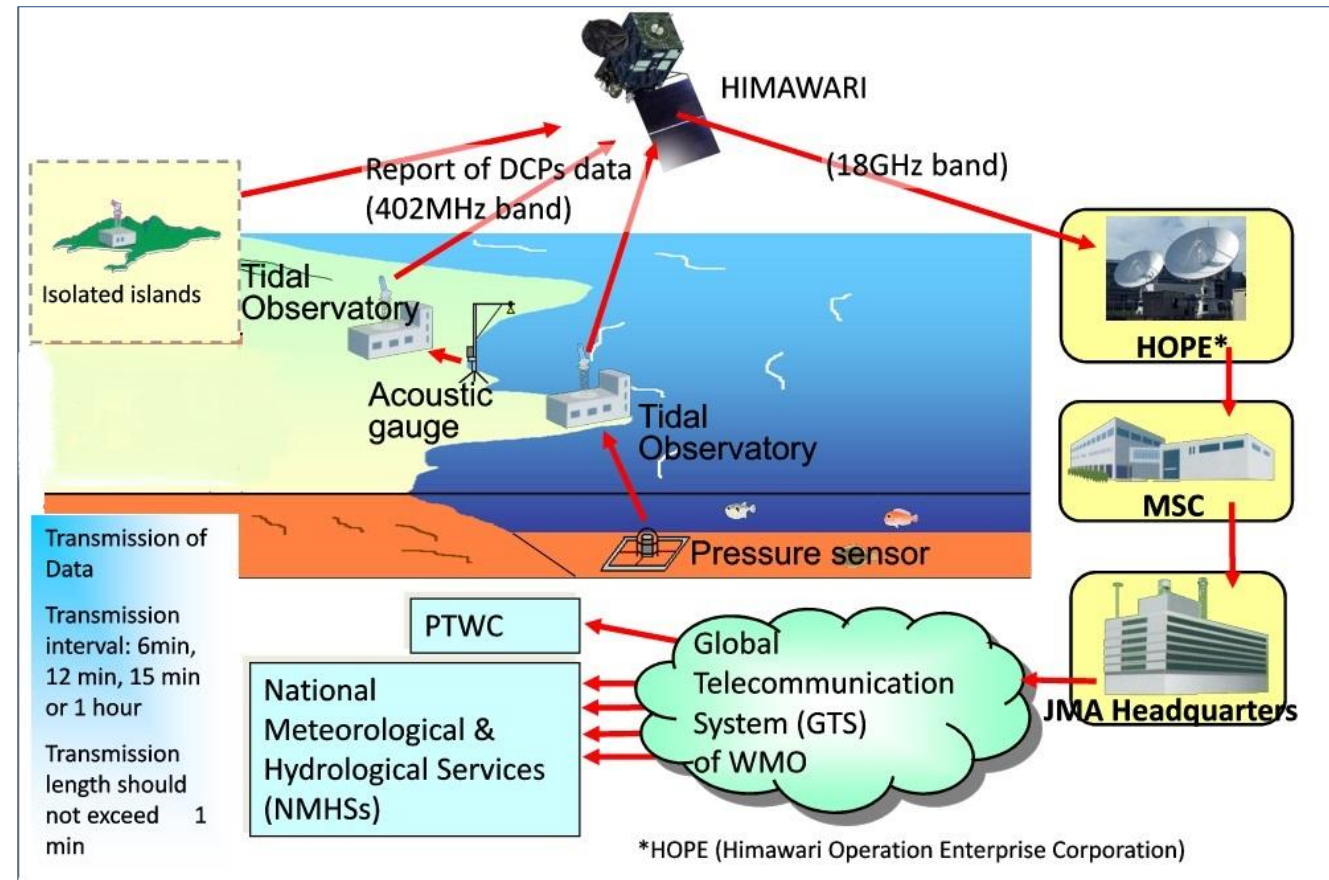 HIMAWARI
Report of DCPs data
(402MHz band)
(18GHz band)
Isolated islands
Tidal
Observatory
Acoustic
gauge
Tidal
Observatory
Pressure sensor
HOPE*
MSC
JMA Headquarters
Transmission of
Data
Transmission
interval: 6min,
12 min, 15 min
or 1 hour
Transmission
length should
not exceed 1
min
PTWC
National
Meteorological &
Hydrological Services
(NMHSs)
Global
Telecommunication
System (GTS)
of WMO
*HOPE (Himawari Operation Enterprise Corporation)